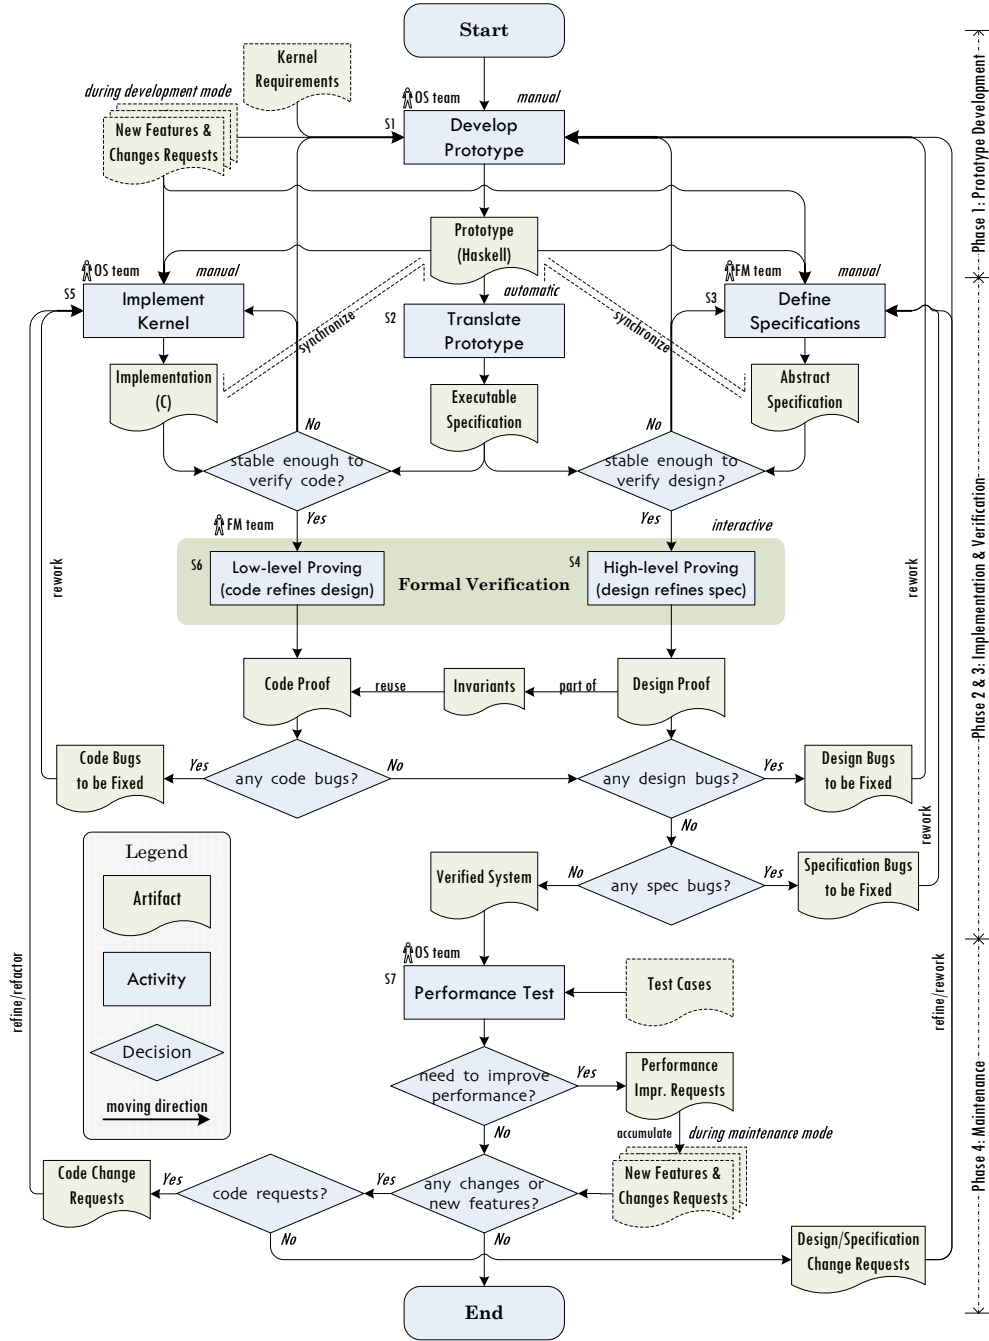 Start
Kernel
Requirements
during development mode
OS team
manual
New Features &
Changes Requests
S1
Develop
Prototype
Phase 1: Prototype Development
Prototype
(Haskell)
OS team
manual
S5
Implement
Kernel
automatic
S2
Translate
Prototype
FM team
manual
S3
Define
Specifications
synchronize
synchronize
Implementation
(C)
Executable
Specification
Abstract
Specification
No
No
stable enough to
verify code?
stable enough to
verify design?
Yes
Yes
FM team
interactive
S6
Low-level Proving
(code refines design)
Formal Verification
S4
High-level Proving
(design refines spec)
rework
rework
Phase 2 & 3: Implementation & Verification
Code Proof
reuse
Invariants
part of
Design Proof
Code Bugs
to be Fixed
Yes
any code bugs?
No
any design bugs?
Yes
Design Bugs
to be Fixed
No
rework
Verified System
No
any spec bugs?
Yes
Specification Bugs
to be Fixed
Legend
Artifact
Activity
Decision
moving direction
refine/refactor
OS team
S7
Performance Test
Test Cases
refine/rework
need to improve
performance?
Yes
Performance
Impr. Requests
No
accumulate
during maintenance mode
Phase 4: Maintenance
Code Change
Requests
Yes
code requests?
Yes
any changes or
new features?
New Features &
Changes Requests
No
No
Design/Specification
Change Requests
End